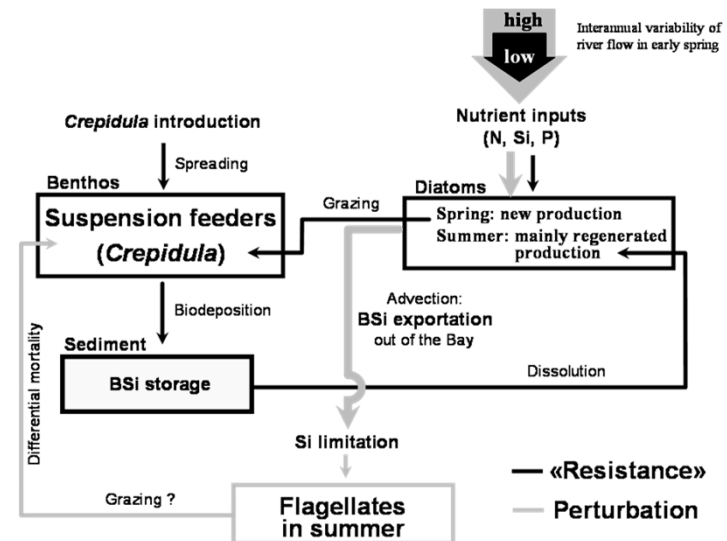 high
low
Interannual variability of
river flow in early spring
Nutrient inputs
(N, Si, P)
Crepidula introduction
Spreading
Benthos
Suspension feeders
(Crepidula)
Grazing
Diatoms
Spring: new production
Summer: mainly regenerated
production
Biodeposition
Advection:
BSi exportation
out of the Bay
Sediment
BSi storage
Dissolution
Differential mortality
Si limitation
Grazing ?
Flagellates
in summer
«Resistance»
Perturbation